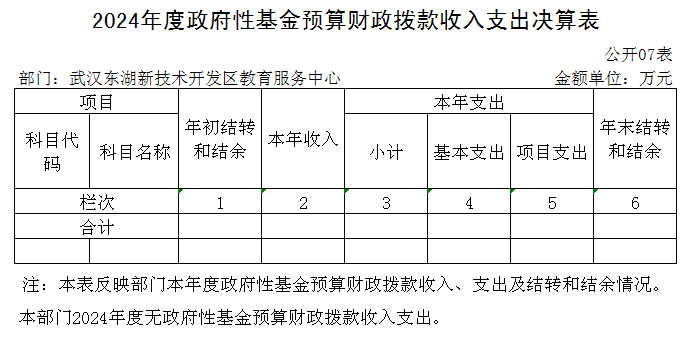 2024年度政府性基金预算财政拨款收入支出决算表
公开07表
部门：武汉东湖新技术开发区教育服务中心 金额单位：万元
项目 年初结转和结余 本年收入 本年支出 年末结转和结余
科目代码 科目名称 小计 基本支出 项目支出
栏次 1 2 3 4 5 6
合计
注：本表反映部门本年度政府性基金预算财政拨款收入、支出及结转和结余情况。
本部门2024年度无政府性基金预算财政拨款收入支出。